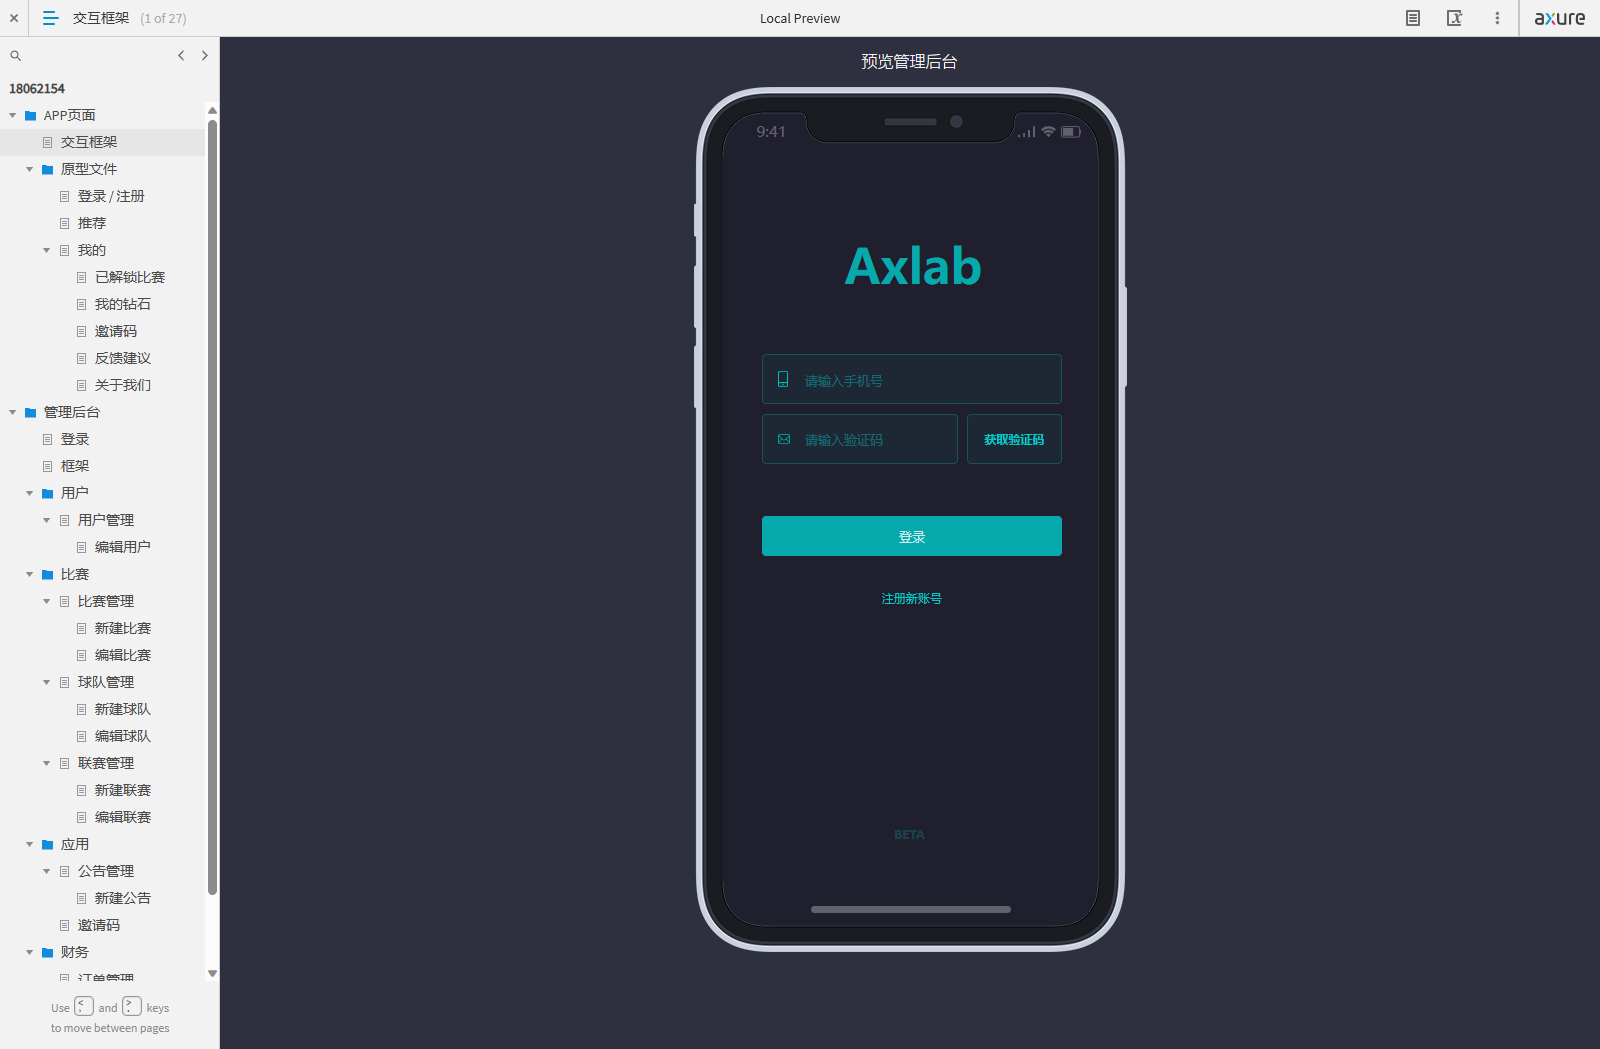 交互框架 (1 of 27)
Local Preview
axure
18062154
APP页面
交互框架
原型文件
登录 / 注册
推荐
我的
已解锁比赛
我的钻石
邀请码
反馈建议
关于我们
管理后台
登录
框架
用户
用户管理
编辑用户
比赛
比赛管理
新建比赛
编辑比赛
球队管理
新建球队
编辑球队
联赛管理
新建联赛
编辑联赛
应用
公告管理
新建公告
邀请码
财务
订单管理
Use < , and > . keys
to move between pages
预览管理后台
9:41
Axlab
请输入手机号
请输入验证码
获取验证码
登录
注册新账号
BETA